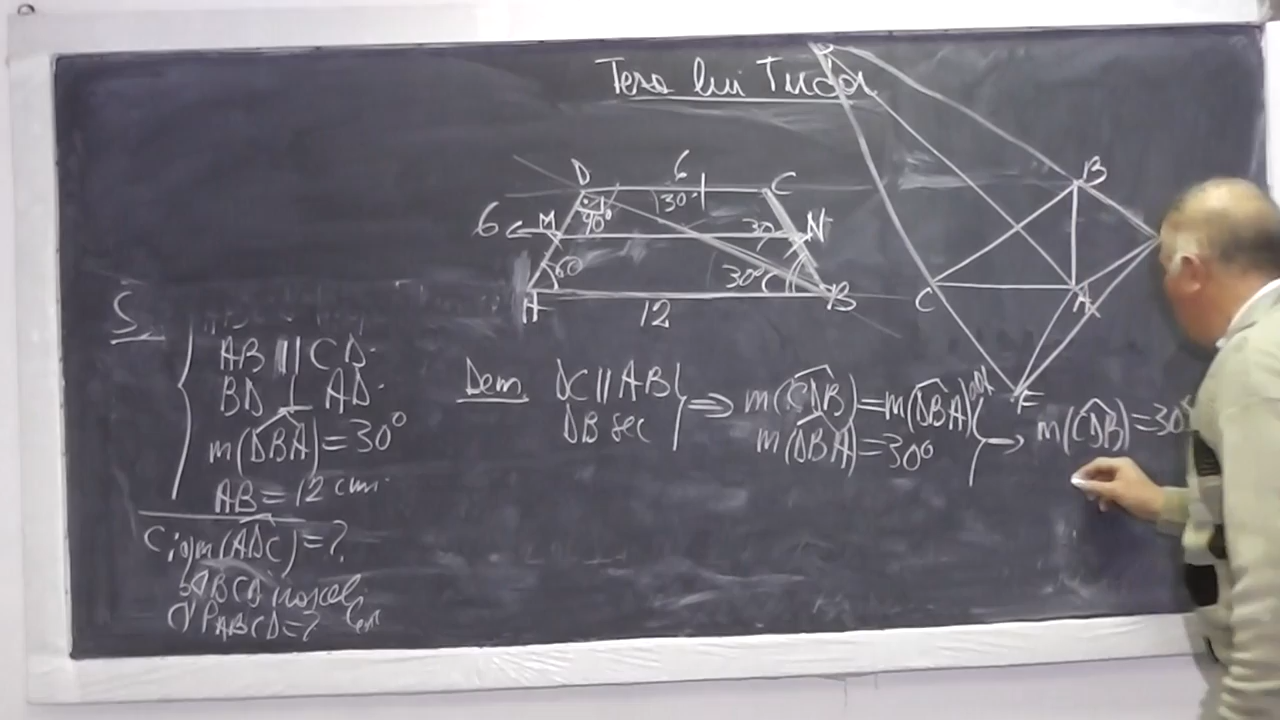 Teza lui Tudor
D 6 C
30°
90°
6 M 30 N
60 30°
A 12 B
B
C A
F
AB || CD
BD ⊥ AD
m(DBA) = 30°
AB = 12 cm
C, a) m(ADC) = ?
b) ABCD isoscel
c) P ABCD = ?
Dem. DC || AB
DB sec
⇒ m(CDB) = m(DBA)
m(DBA) = 30°
→ m(CDB) = 30°